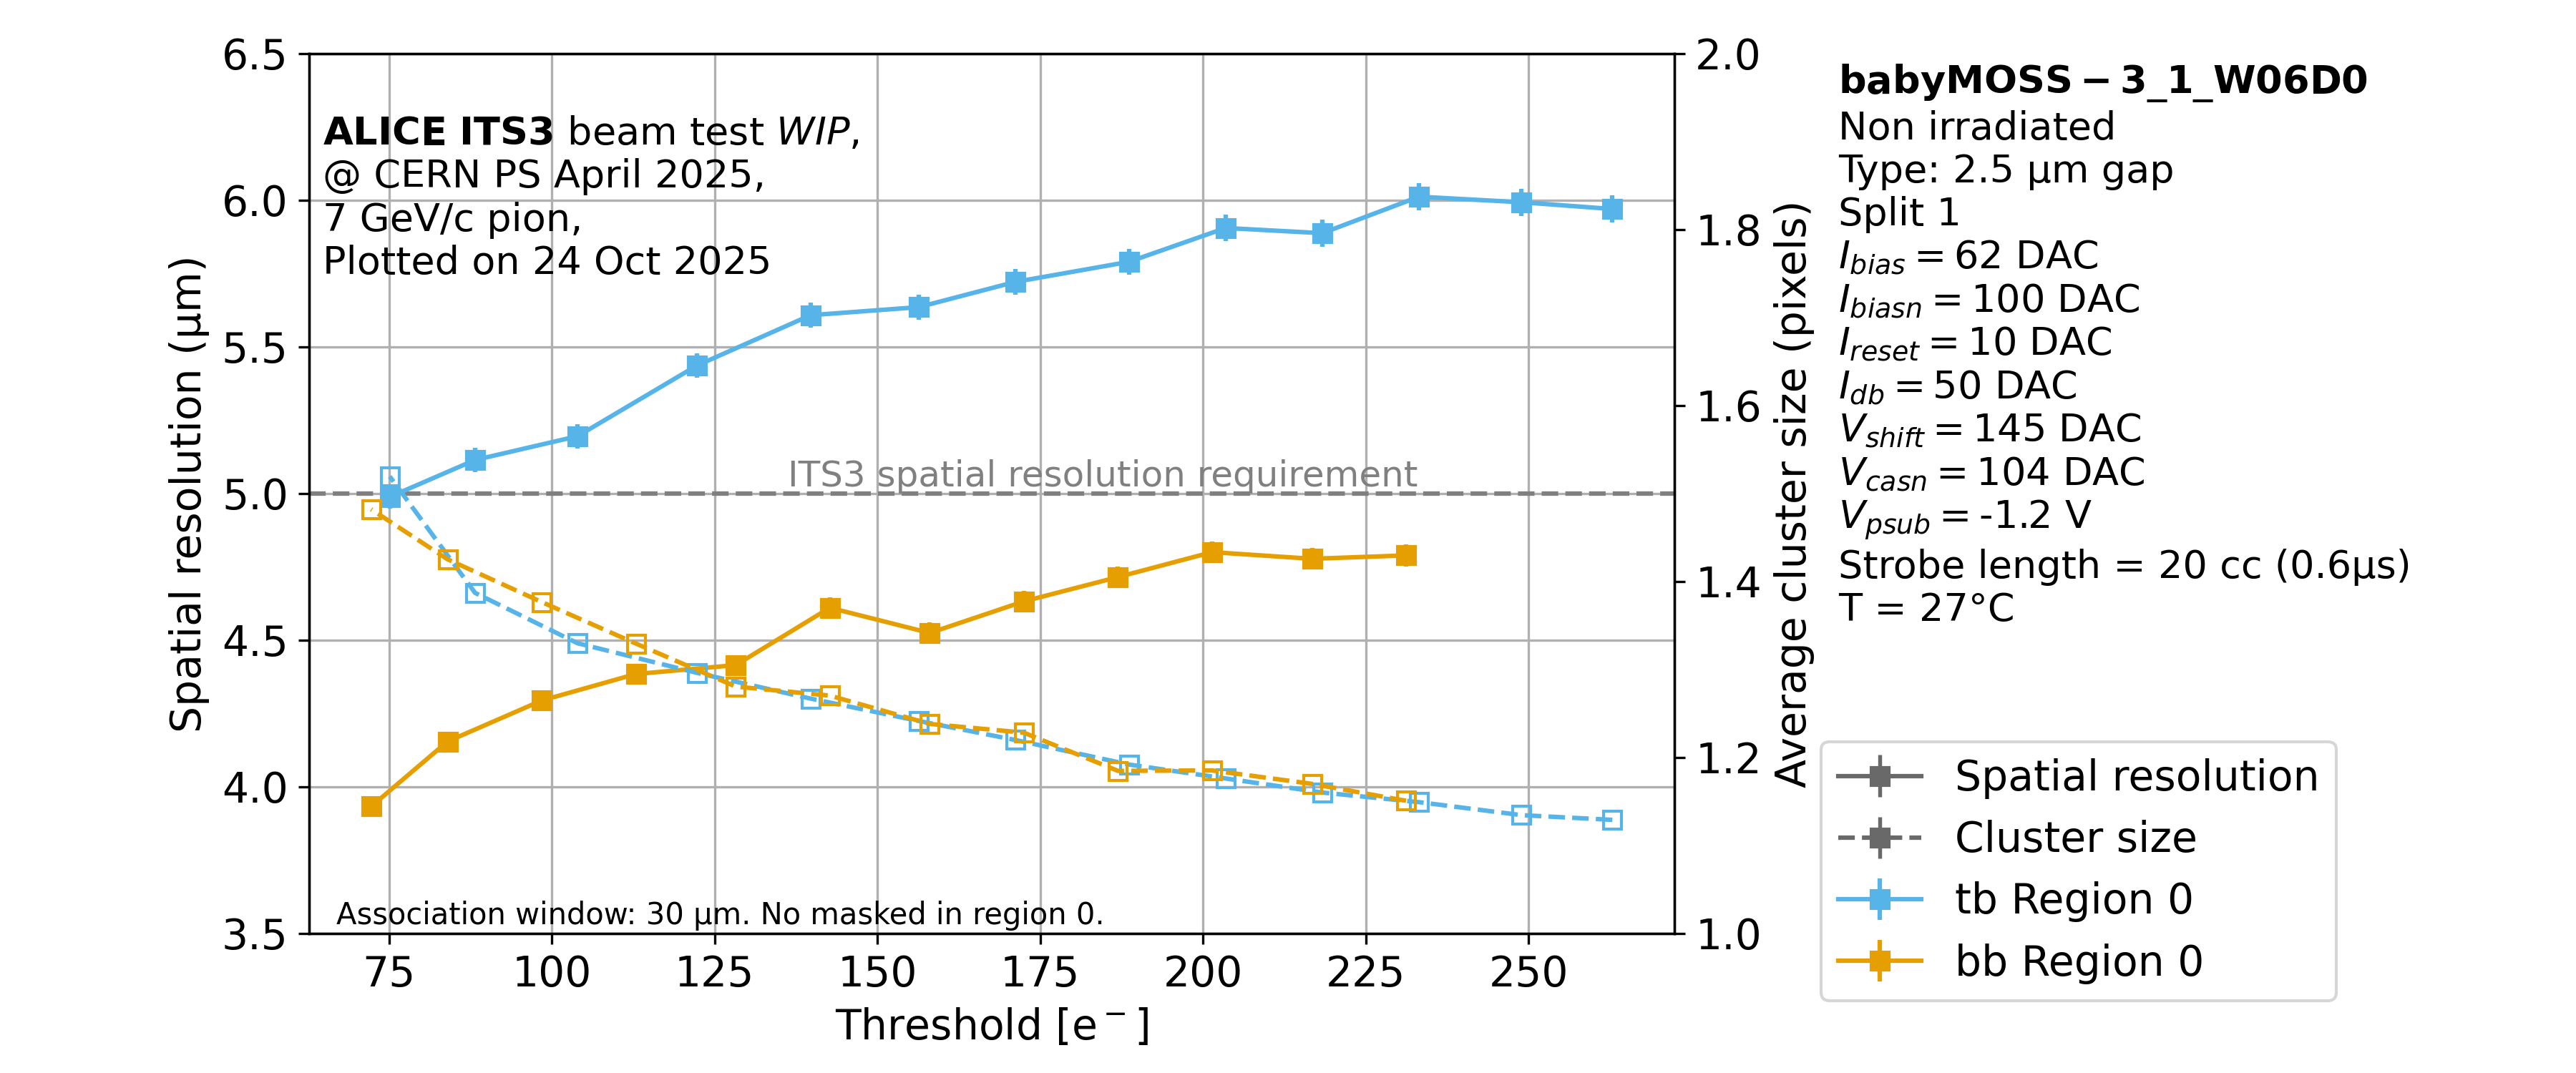 6.5
6.0
5.5
5.0
4.5
4.0
3.5
Spatial resolution (μm)
ALICE ITS3 beam test WIP,
@ CERN PS April 2025,
7 GeV/c pion,
Plotted on 24 Oct 2025
ITS3 spatial resolution requirement
Association window: 30 μm. No masked in region 0.
75 100 125 150 175 200 225 250
Threshold [e⁻]
2.0
1.8
1.6
1.4
1.2
1.0
Average cluster size (pixels)
babyMOSS − 3_1_W06D0
Non irradiated
Type: 2.5 μm gap
Split 1
I_bias = 62 DAC
I_biasn = 100 DAC
I_reset = 10 DAC
I_db = 50 DAC
V_shift = 145 DAC
V_casn = 104 DAC
V_psub = -1.2 V
Strobe length = 20 cc (0.6μs)
T = 27°C
Spatial resolution
Cluster size
tb Region 0
bb Region 0